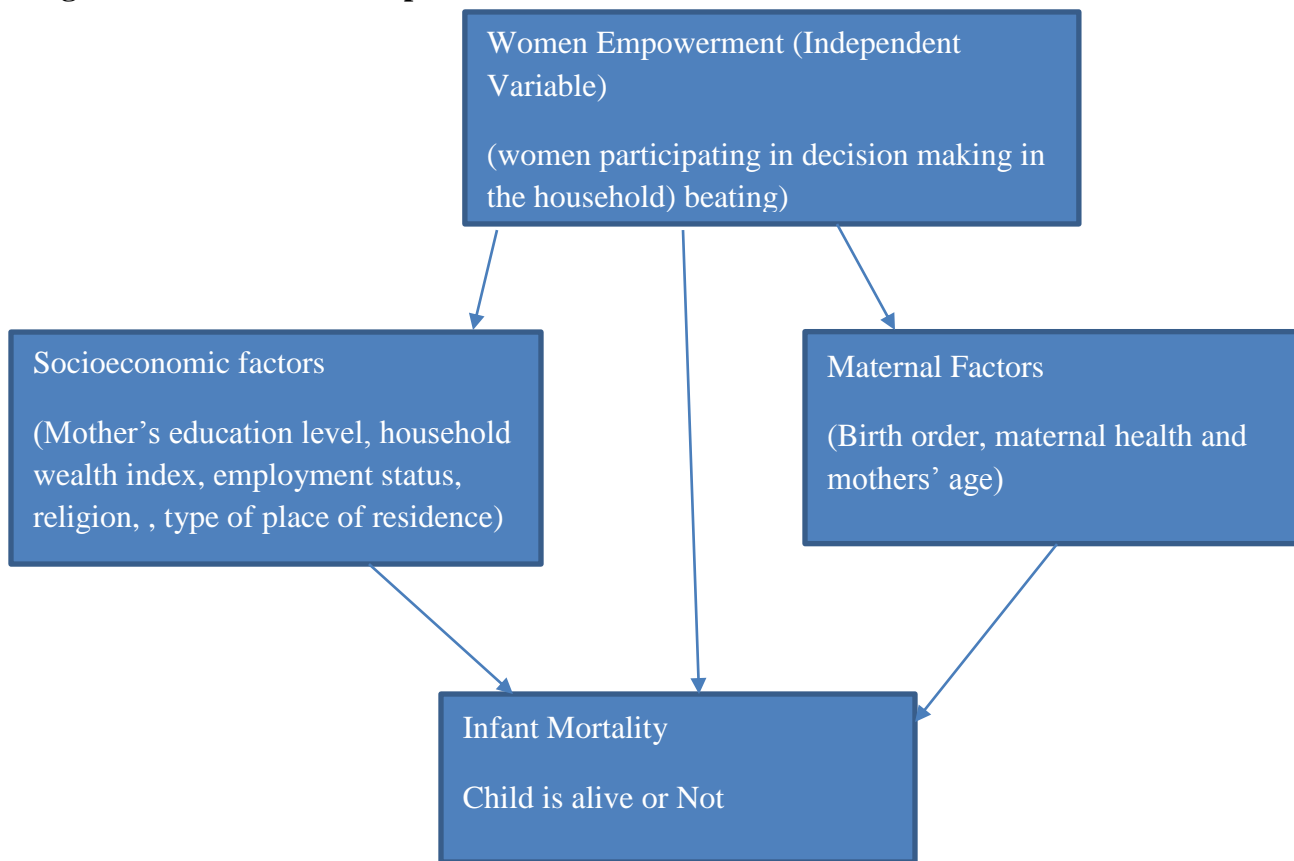 Women Empowerment (Independent
Variable)
(women participating in decision making in
the household) beating)
Socioeconomic factors
(Mother’s education level, household
wealth index, employment status,
religion, , type of place of residence)
Maternal Factors
(Birth order, maternal health and
mothers’ age)
Infant Mortality
Child is alive or Not